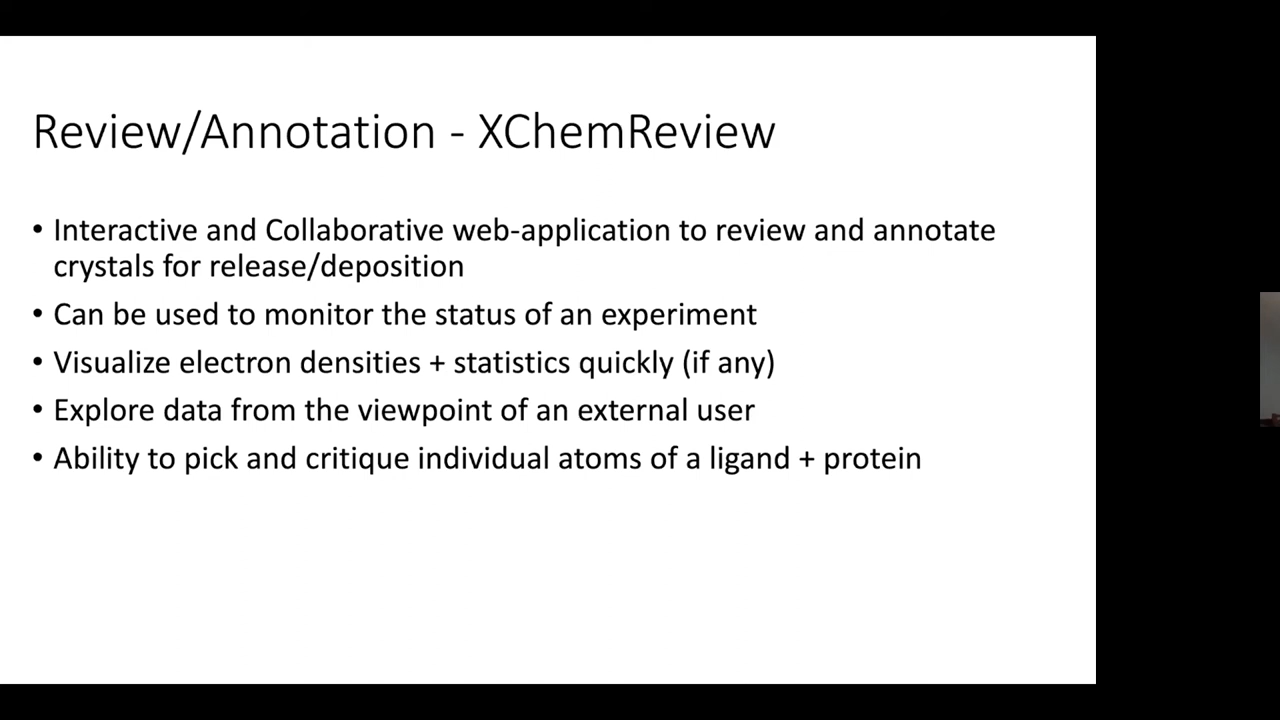 Review/Annotation - XChemReview
• Interactive and Collaborative web-application to review and annotate
crystals for release/deposition
• Can be used to monitor the status of an experiment
• Visualize electron densities + statistics quickly (if any)
• Explore data from the viewpoint of an external user
• Ability to pick and critique individual atoms of a ligand + protein